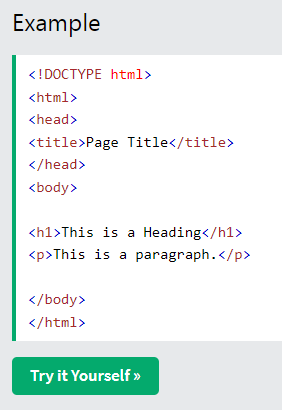 Example
<!DOCTYPE html>
<html>
<head>
<title>Page Title</title>
</head>
<body>
<h1>This is a Heading</h1>
<p>This is a paragraph.</p>
</body>
</html>
Try it Yourself »